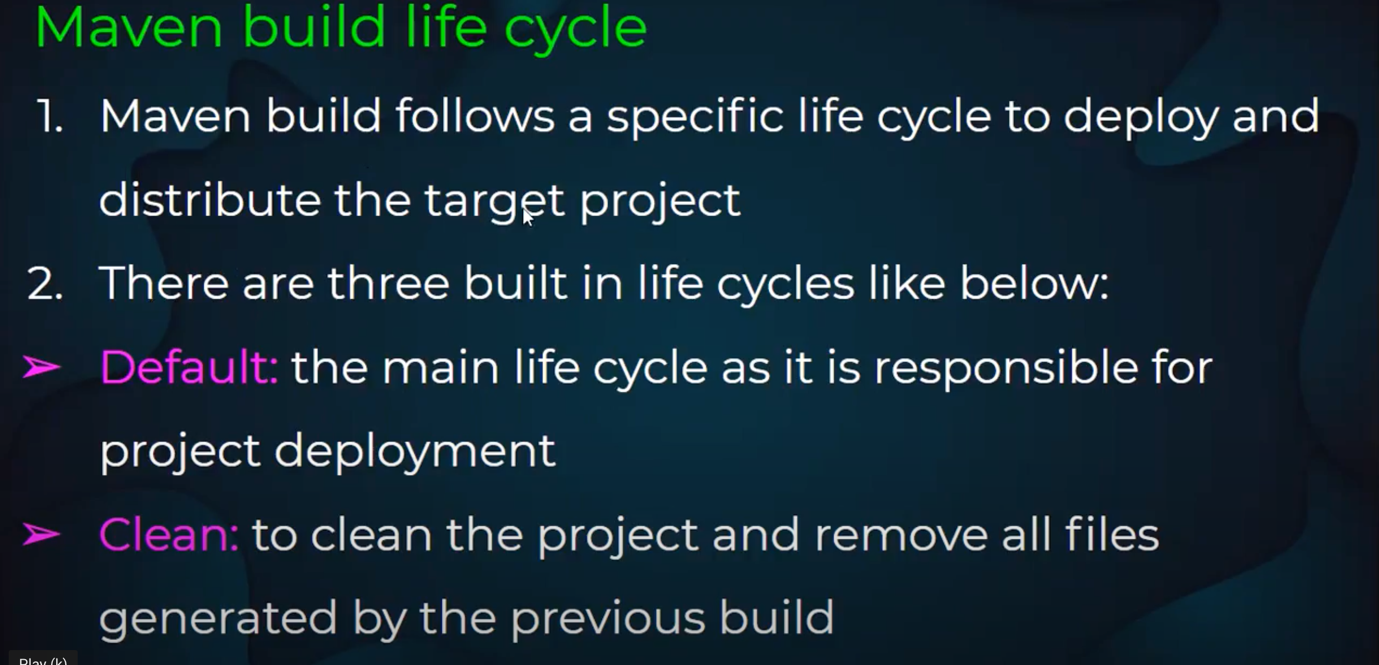 Maven build life cycle
1. Maven build follows a specific life cycle to deploy and
distribute the target project
2. There are three built in life cycles like below:
➢ Default: the main life cycle as it is responsible for
project deployment
➢ Clean: to clean the project and remove all files
generated by the previous build
Play (k)